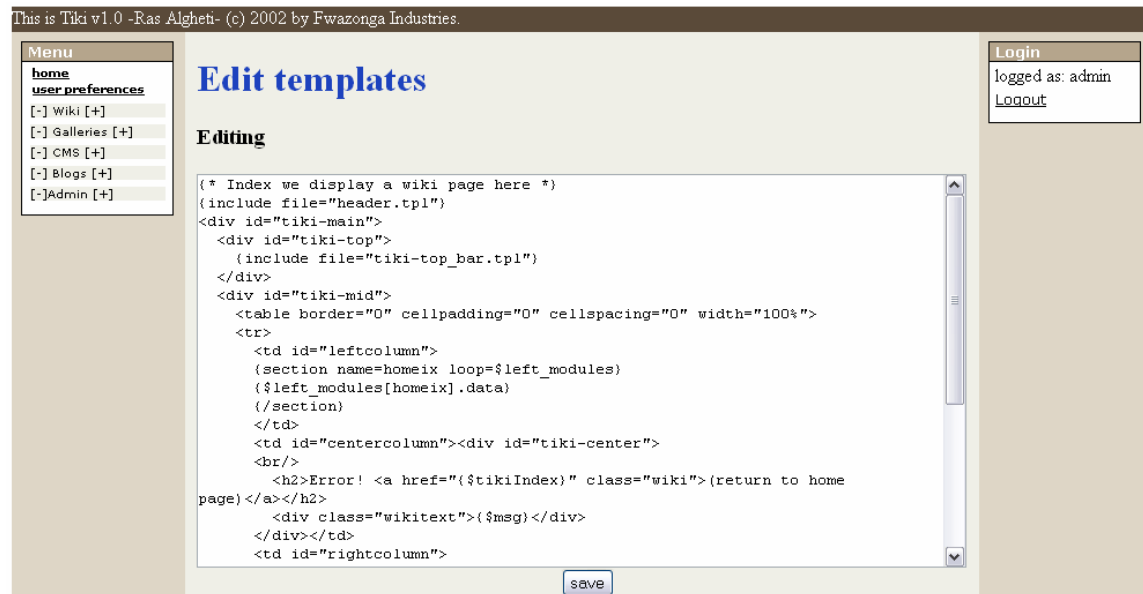 This is Tiki v1.0 -Ras Algheti- (c) 2002 by Fwazonga Industries.
Menu
home
user preferences
[-] Wiki [+]
[-] Galleries [+]
[-] CMS [+]
[-] Blogs [+]
[-]Admin [+]
Edit templates
Editing
{* Index we display a wiki page here *}
{include file="header.tpl"}
<div id="tiki-main">
  <div id="tiki-top">
    {include file="tiki-top_bar.tpl"}
  </div>
  <div id="tiki-mid">
    <table border="0" cellpadding="0" cellspacing="0" width="100%">
    <tr>
      <td id="leftcolumn">
      {section name=homeix loop=$left_modules}
      {$left_modules[homeix].data}
      {/section}
      </td>
      <td id="centercolumn"><div id="tiki-center">
      <br/>
        <h2>Error! <a href="{$tikiIndex}" class="wiki">(return to home
page)</a></h2>
        <div class="wikitext">{$msg}</div>
      </div></td>
      <td id="rightcolumn">
save
Login
logged as: admin
Logout